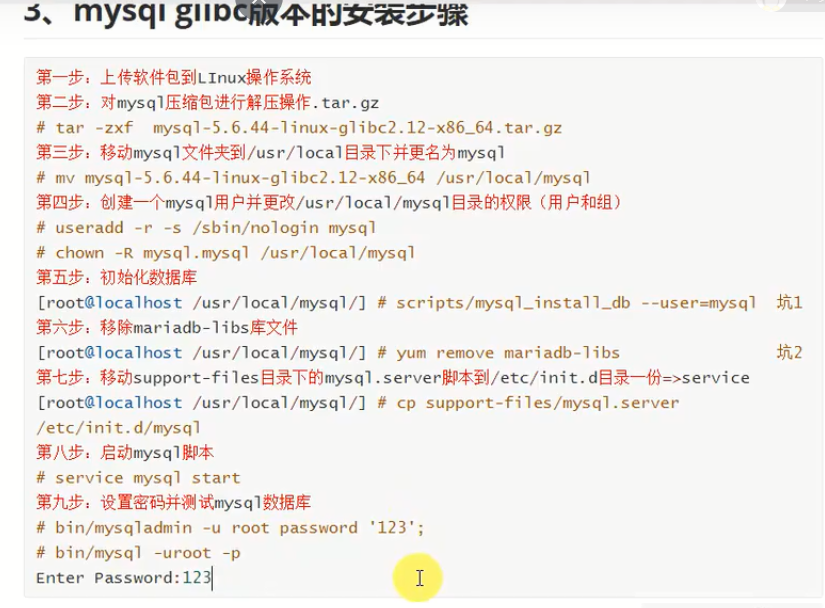 3、mysql glibc版本的安装步骤
第一步：上传软件包到LInux操作系统
第二步：对mysql压缩包进行解压操作.tar.gz
# tar -zxf  mysql-5.6.44-linux-glibc2.12-x86_64.tar.gz
第三步：移动mysql文件夹到/usr/local目录下并更名为mysql
# mv mysql-5.6.44-linux-glibc2.12-x86_64 /usr/local/mysql
第四步：创建一个mysql用户并更改/usr/local/mysql目录的权限（用户和组）
# useradd -r -s /sbin/nologin mysql
# chown -R mysql.mysql /usr/local/mysql
第五步：初始化数据库
[root@localhost /usr/local/mysql/] # scripts/mysql_install_db --user=mysql  坑1
第六步：移除mariadb-libs库文件
[root@localhost /usr/local/mysql/] # yum remove mariadb-libs  坑2
第七步：移动support-files目录下的mysql.server脚本到/etc/init.d目录一份=>service
[root@localhost /usr/local/mysql/] # cp support-files/mysql.server
/etc/init.d/mysql
第八步：启动mysql脚本
# service mysql start
第九步：设置密码并测试mysql数据库
# bin/mysqladmin -u root password '123';
# bin/mysql -uroot -p
Enter Password:123